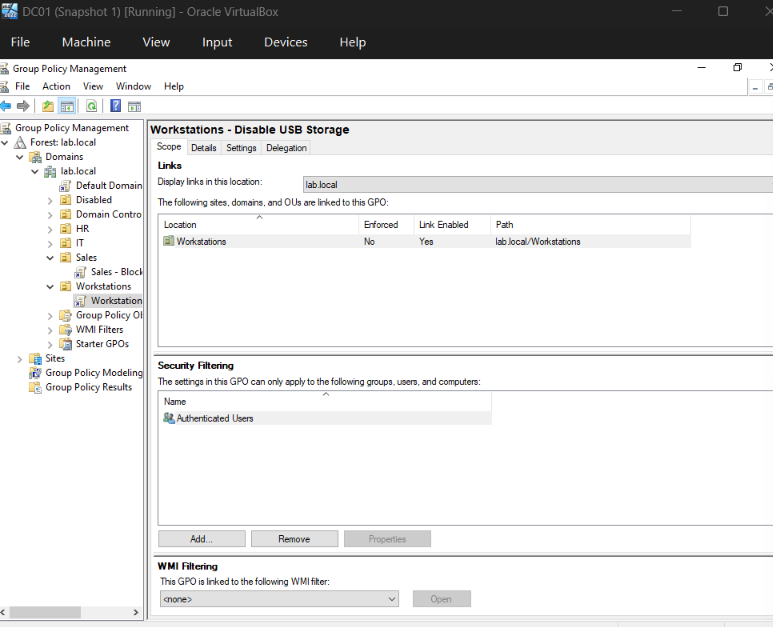 DC01 (Snapshot 1) [Running] - Oracle VirtualBox
File Machine View Input Devices Help
Group Policy Management
File Action View Window Help
Group Policy Management
Forest: lab.local
Domains
lab.local
Default Domain
Disabled
Domain Contro
HR
IT
Sales
Sales - Block
Workstations
Workstation
Group Policy Ob
WMI Filters
Starter GPOs
Sites
Group Policy Modeling
Group Policy Results
Workstations - Disable USB Storage
Scope Details Settings Delegation
Links
Display links in this location: lab.local
The following sites, domains, and OUs are linked to this GPO:
Location Enforced Link Enabled Path
Workstations No Yes lab.local/Workstations
Security Filtering
The settings in this GPO can only apply to the following groups, users, and computers:
Name
Authenticated Users
Add... Remove Properties
WMI Filtering
This GPO is linked to the following WMI filter:
<none> Open